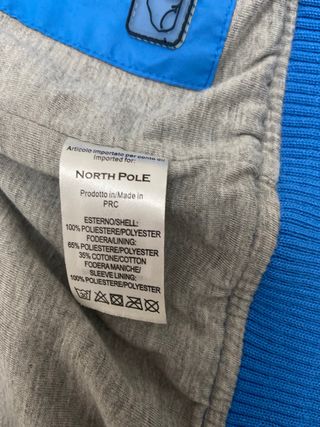 Articolo importato per conto di/
Imported for:
NORTH POLE
Prodotto in/Made in
PRC
ESTERNO/SHELL:
100% POLIESTERE/POLYESTER
FODERA/LINING:
65% POLIESTERE/POLYESTER
35% COTONE/COTTON
FODERA MANICHE/
SLEEVE LINING:
100% POLIESTERE/POLYESTER